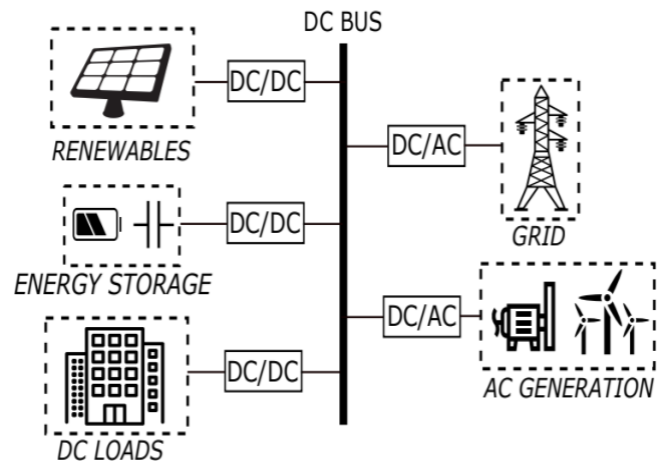 DC BUS
DC/DC
RENEWABLES
DC/AC
GRID
DC/DC
ENERGY STORAGE
DC/AC
AC GENERATION
DC/DC
DC LOADS